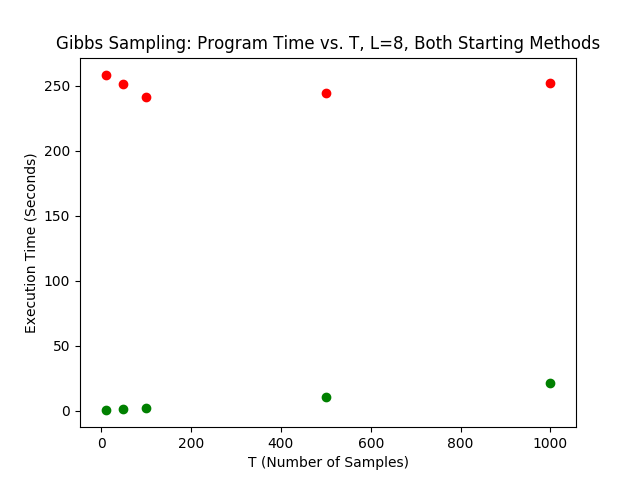 Gibbs Sampling: Program Time vs. T, L=8, Both Starting Methods
250
200
150
100
50
0
Execution Time (Seconds)
0 200 400 600 800 1000
T (Number of Samples)